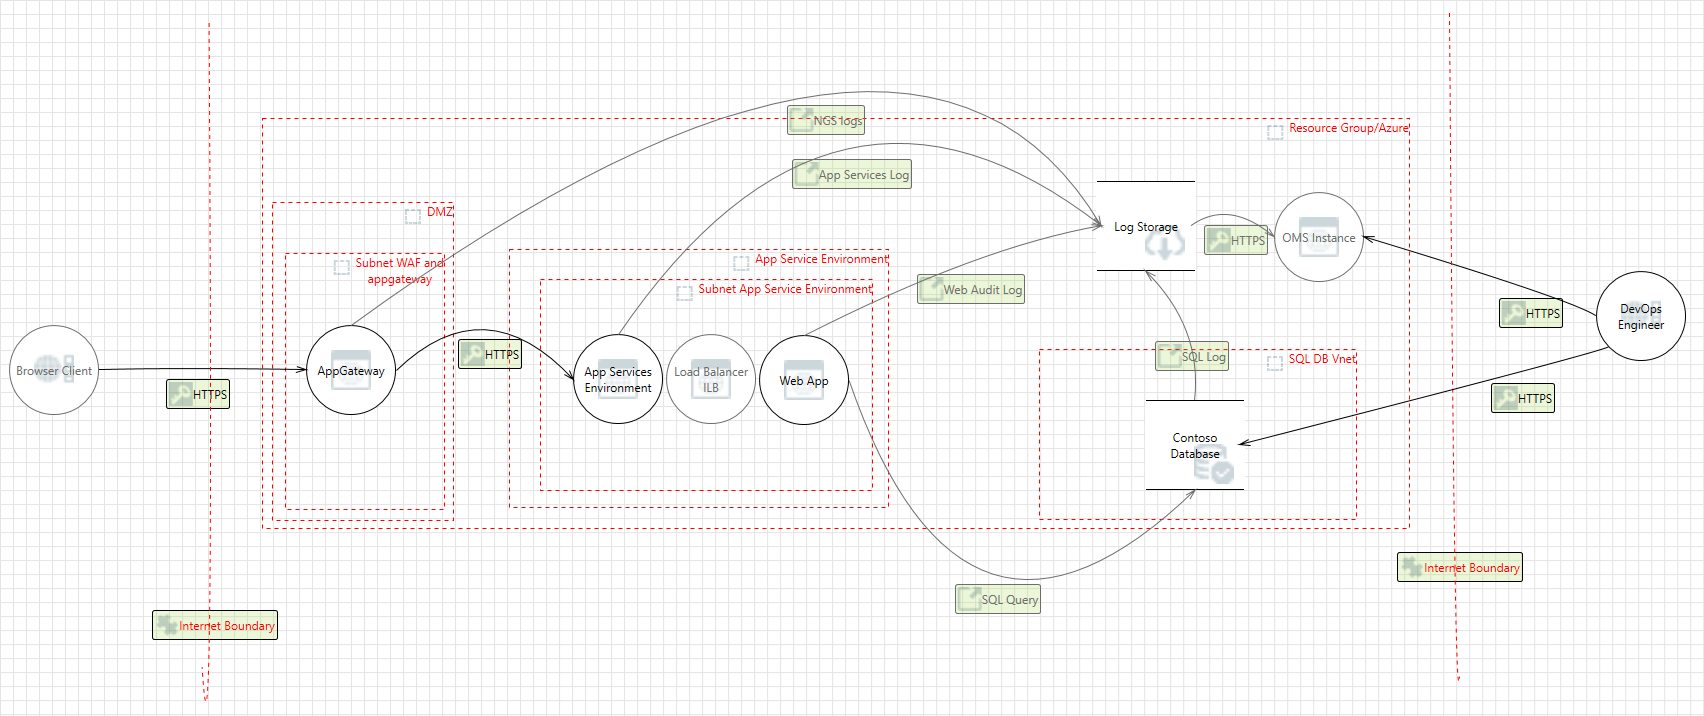 NGS logs
Resource Group/Azure
App Services Log
DMZ
Log Storage
HTTPS
OMS Instance
Subnet WAF and
appgateway
App Service Environment
Subnet App Service Environment
Web Audit Log
HTTPS
DevOps
Engineer
Browser Client
HTTPS
AppGateway
HTTPS
App Services
Environment
Load Balancer
ILB
Web App
SQL Log
SQL DB Vnet
HTTPS
Contoso
Database
SQL Query
Internet Boundary
Internet Boundary